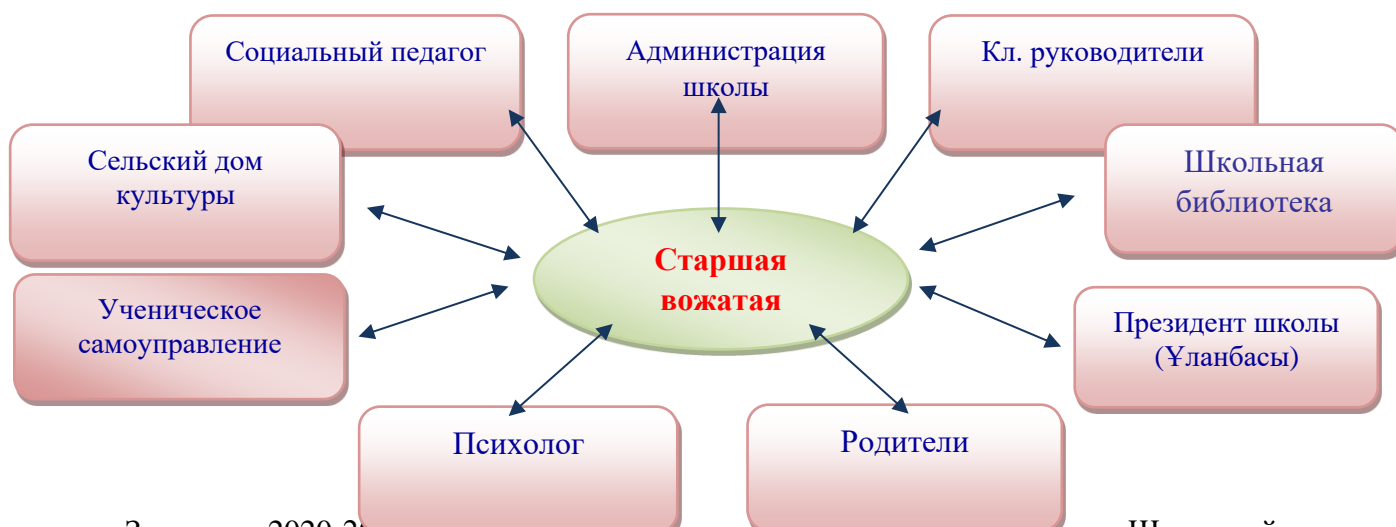 Социальный педагог
Администрация
школы
Кл. руководители
Сельский дом
культуры
Школьная
библиотека
Старшая
вожатая
Ученическое
самоуправление
Президент школы
(Ұланбасы)
Психолог
Родители